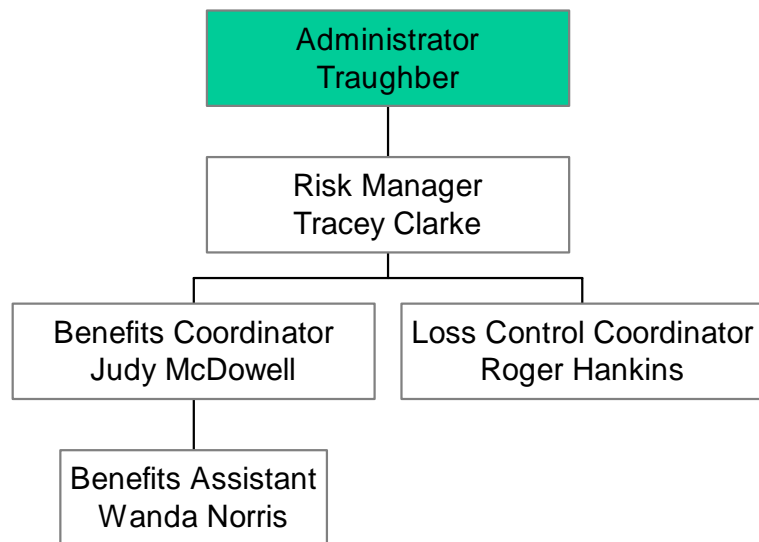 Administrator
Traughber
Risk Manager
Tracey Clarke
Benefits Coordinator
Judy McDowell
Loss Control Coordinator
Roger Hankins
Benefits Assistant
Wanda Norris